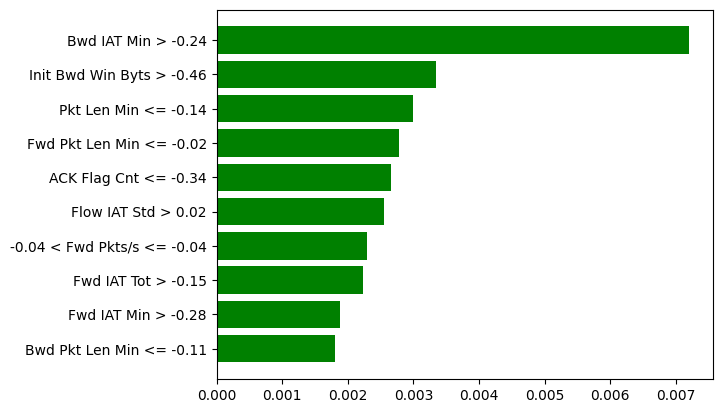 Bwd IAT Min > -0.24
Init Bwd Win Byts > -0.46
Pkt Len Min <= -0.14
Fwd Pkt Len Min <= -0.02
ACK Flag Cnt <= -0.34
Flow IAT Std > 0.02
-0.04 < Fwd Pkts/s <= -0.04
Fwd IAT Tot > -0.15
Fwd IAT Min > -0.28
Bwd Pkt Len Min <= -0.11
0.000 0.001 0.002 0.003 0.004 0.005 0.006 0.007